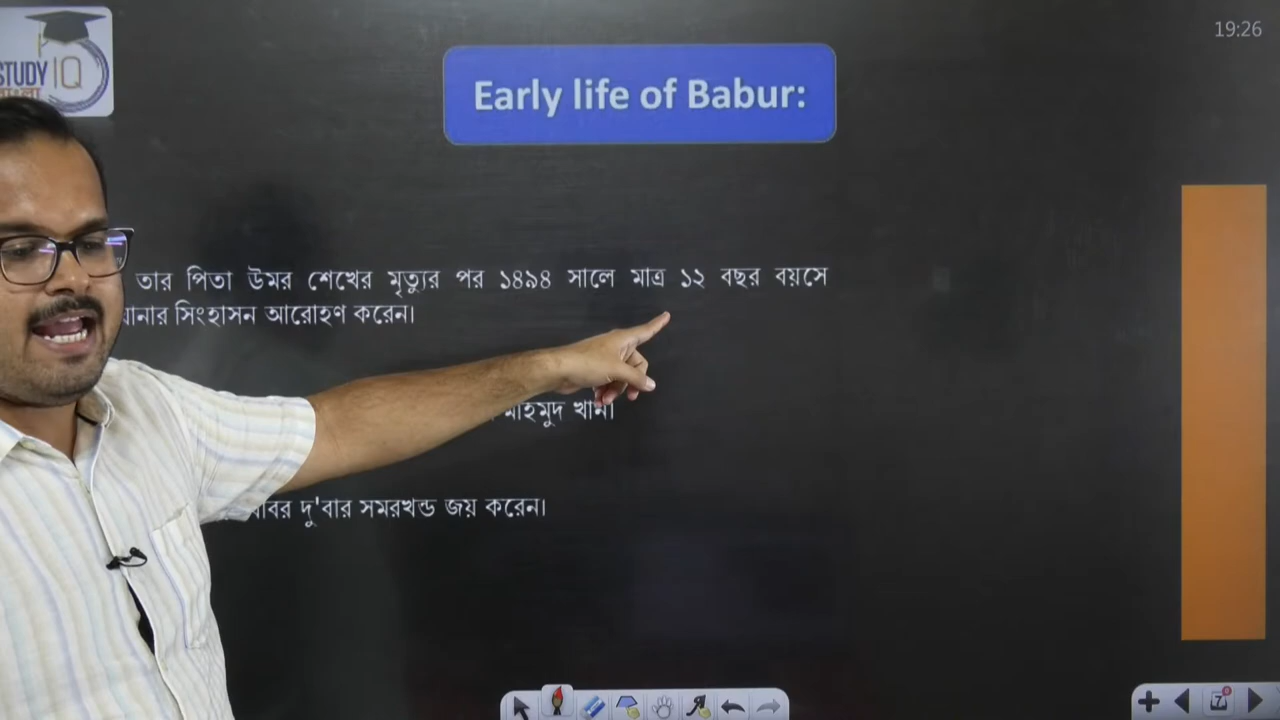 STUDY IQ
বাংলা
19:26
Early life of Babur:
তার পিতা উমর শেখের মৃত্যুর পর ১৪৯৪ সালে মাত্র ১২ বছর বয়সে
সিংহাসন আরোহণ করেন।
মাহমুদ খান।
দু'বার সমরখন্ড জয় করেন।
7